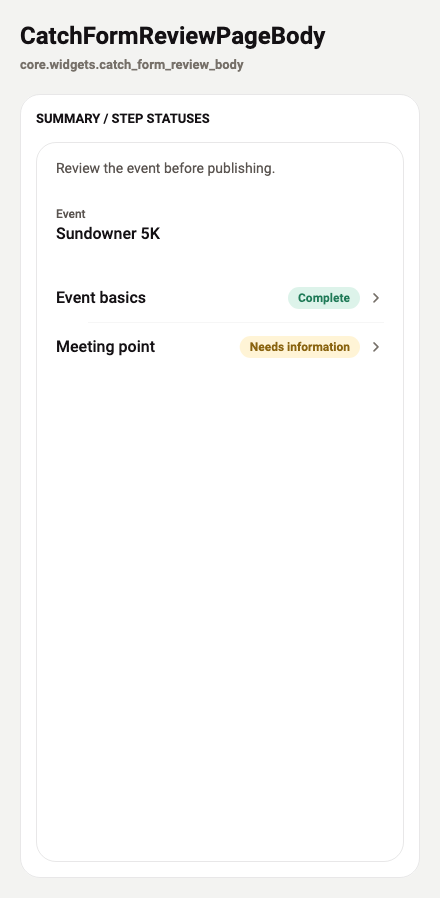 CatchFormReviewPageBody
core.widgets.catch_form_review_body
SUMMARY / STEP STATUSES
Review the event before publishing.
Event
Sundowner 5K
Event basics
Complete
Meeting point
Needs information